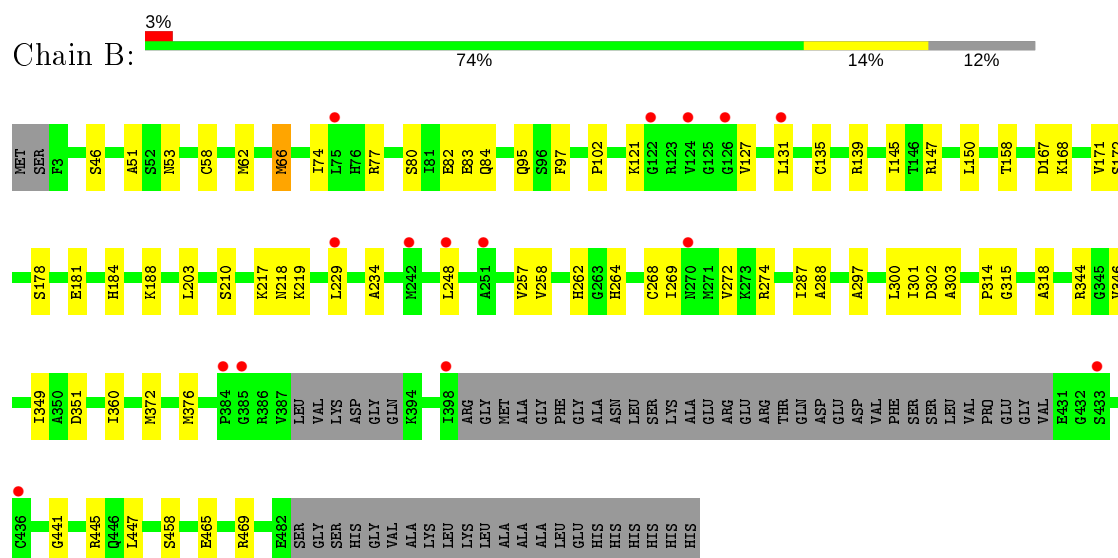 3%
Chain B:
74% 14% 12%
MET SER F3 S46 A51 S52 N53 C58 M62 M66 I74 L75 H76 R77 S80 I81 E82 E83 Q84 Q95 S96 F97 P102 K121 G122 R123 V124 G125 G126 V127 L131 C135 R139 I145 T146 R147 L150 T158 D167 K168 V171 S172
S178 E181 H184 K188 L203 S210 K217 N218 K219 L229 A234 M242 L248 A251 V257 V258 H262 G263 H264 C268 I269 N270 M271 V272 K273 R274 I287 A288 A297 L300 I301 D302 A303 P314 G315 A318 R344 G345 V346
I349 A350 D351 I360 M372 M376 P384 G385 R386 V387 LEU VAL LYS ASP GLY GLN K394 I398 ARG GLY MET ALA GLY PHE GLY ALA ASN LEU SER LYS ALA GLU ARG GLU ARG THR GLN ASP GLU ASP VAL PHE SER SER LEU VAL PRO GLU GLY VAL E431 G432 S433
C436 G441 R445 Q446 L447 S458 E465 R469 E482 SER GLY SER HIS GLY VAL ALA LYS LEU LYS LEU ALA ALA ALA LEU GLU HIS HIS HIS HIS HIS HIS